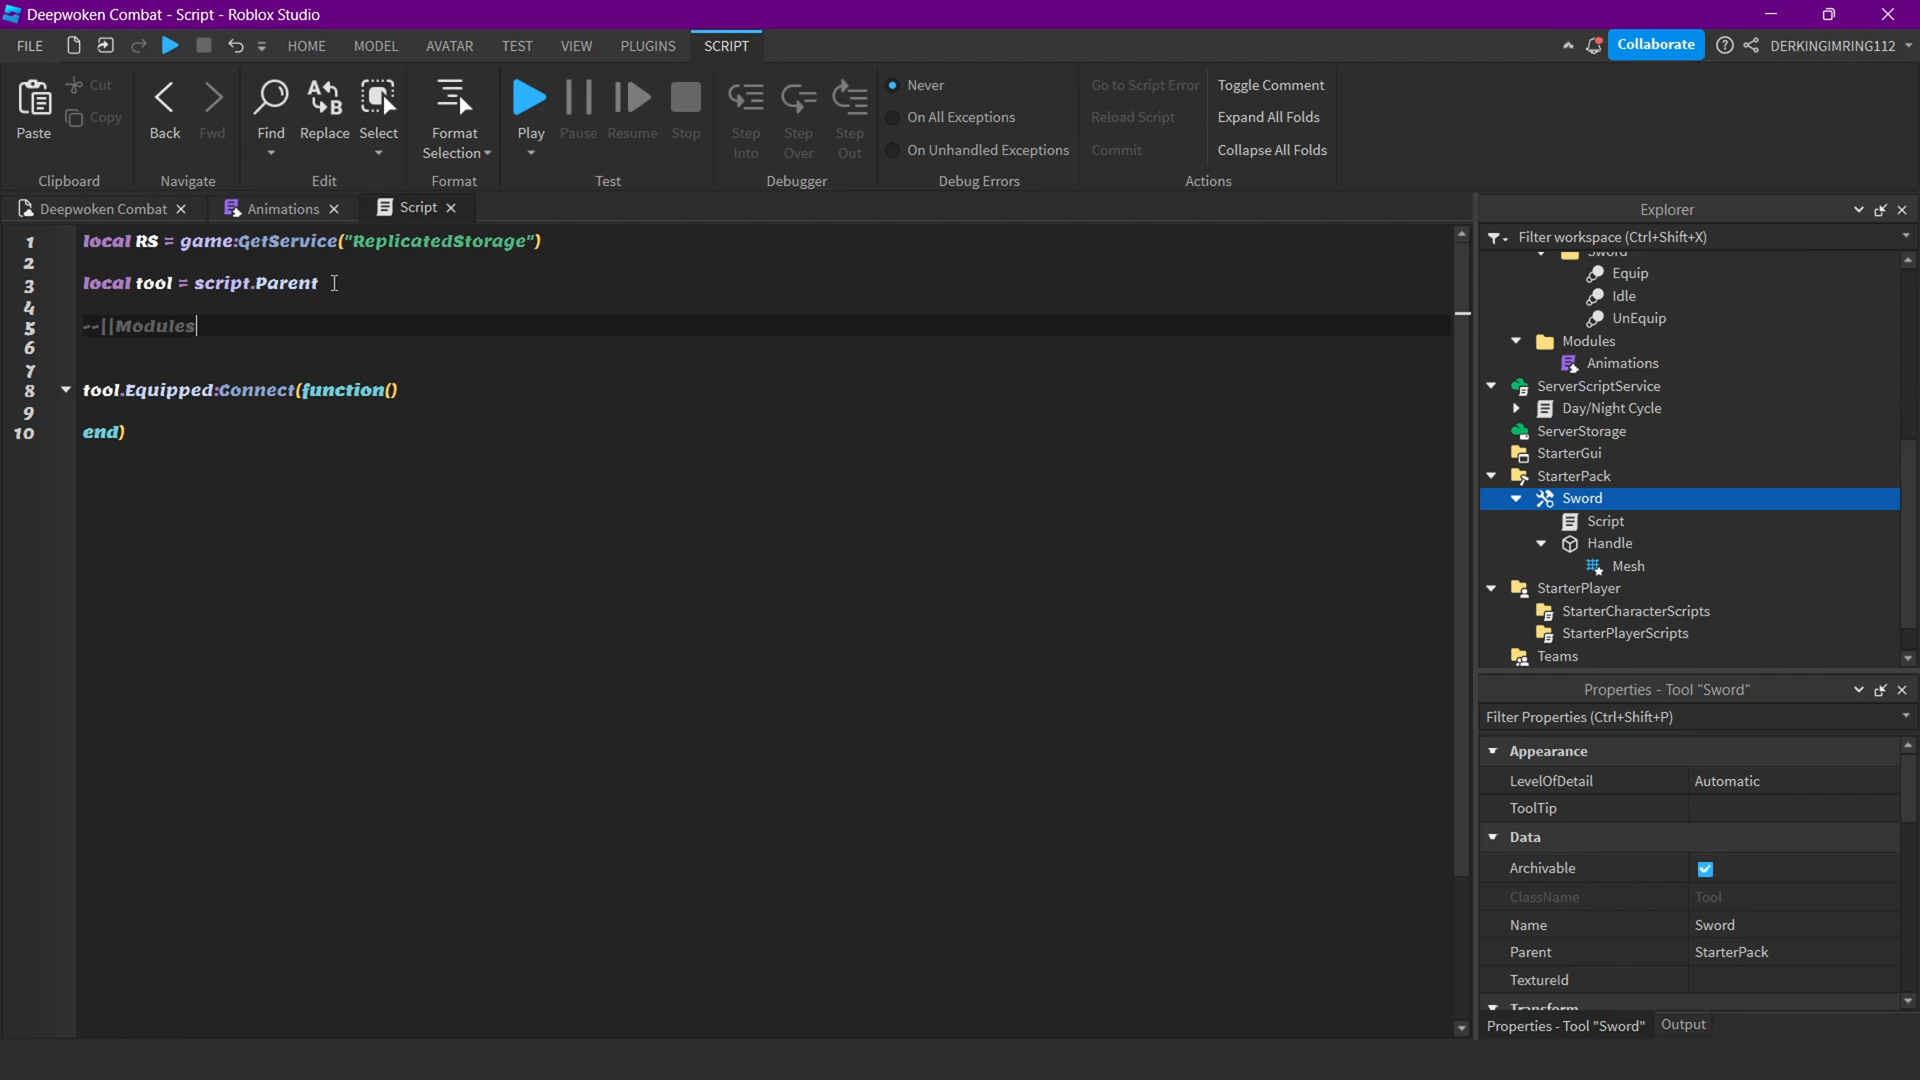 Deepwoken Combat - Script - Roblox Studio
FILE HOME MODEL AVATAR TEST VIEW PLUGINS SCRIPT Collaborate DERKINGIMRING112
Paste Cut Copy
Clipboard
Back Fwd
Navigate
Find Replace Select
Edit
Format Selection
Format
Play Pause Resume Stop
Test
Step Into Step Over Step Out
Debugger
Never
On All Exceptions
On Unhandled Exceptions
Debug Errors
Go to Script Error
Reload Script
Commit
Toggle Comment
Expand All Folds
Collapse All Folds
Actions
Deepwoken Combat Animations Script
1 local RS = game:GetService("ReplicatedStorage")
2
3 local tool = script.Parent
4
5 --||Modules
6
7
8 tool.Equipped:Connect(function()
9
10 end)
Explorer
Filter workspace (Ctrl+Shift+X)
Sword
Equip
Idle
UnEquip
Modules
Animations
ServerScriptService
Day/Night Cycle
ServerStorage
StarterGui
StarterPack
Sword
Script
Handle
Mesh
StarterPlayer
StarterCharacterScripts
StarterPlayerScripts
Teams
Properties - Tool "Sword"
Filter Properties (Ctrl+Shift+P)
Appearance
LevelOfDetail Automatic
ToolTip
Data
Archivable
ClassName Tool
Name Sword
Parent StarterPack
TextureId
Transform
Properties - Tool "Sword" Output